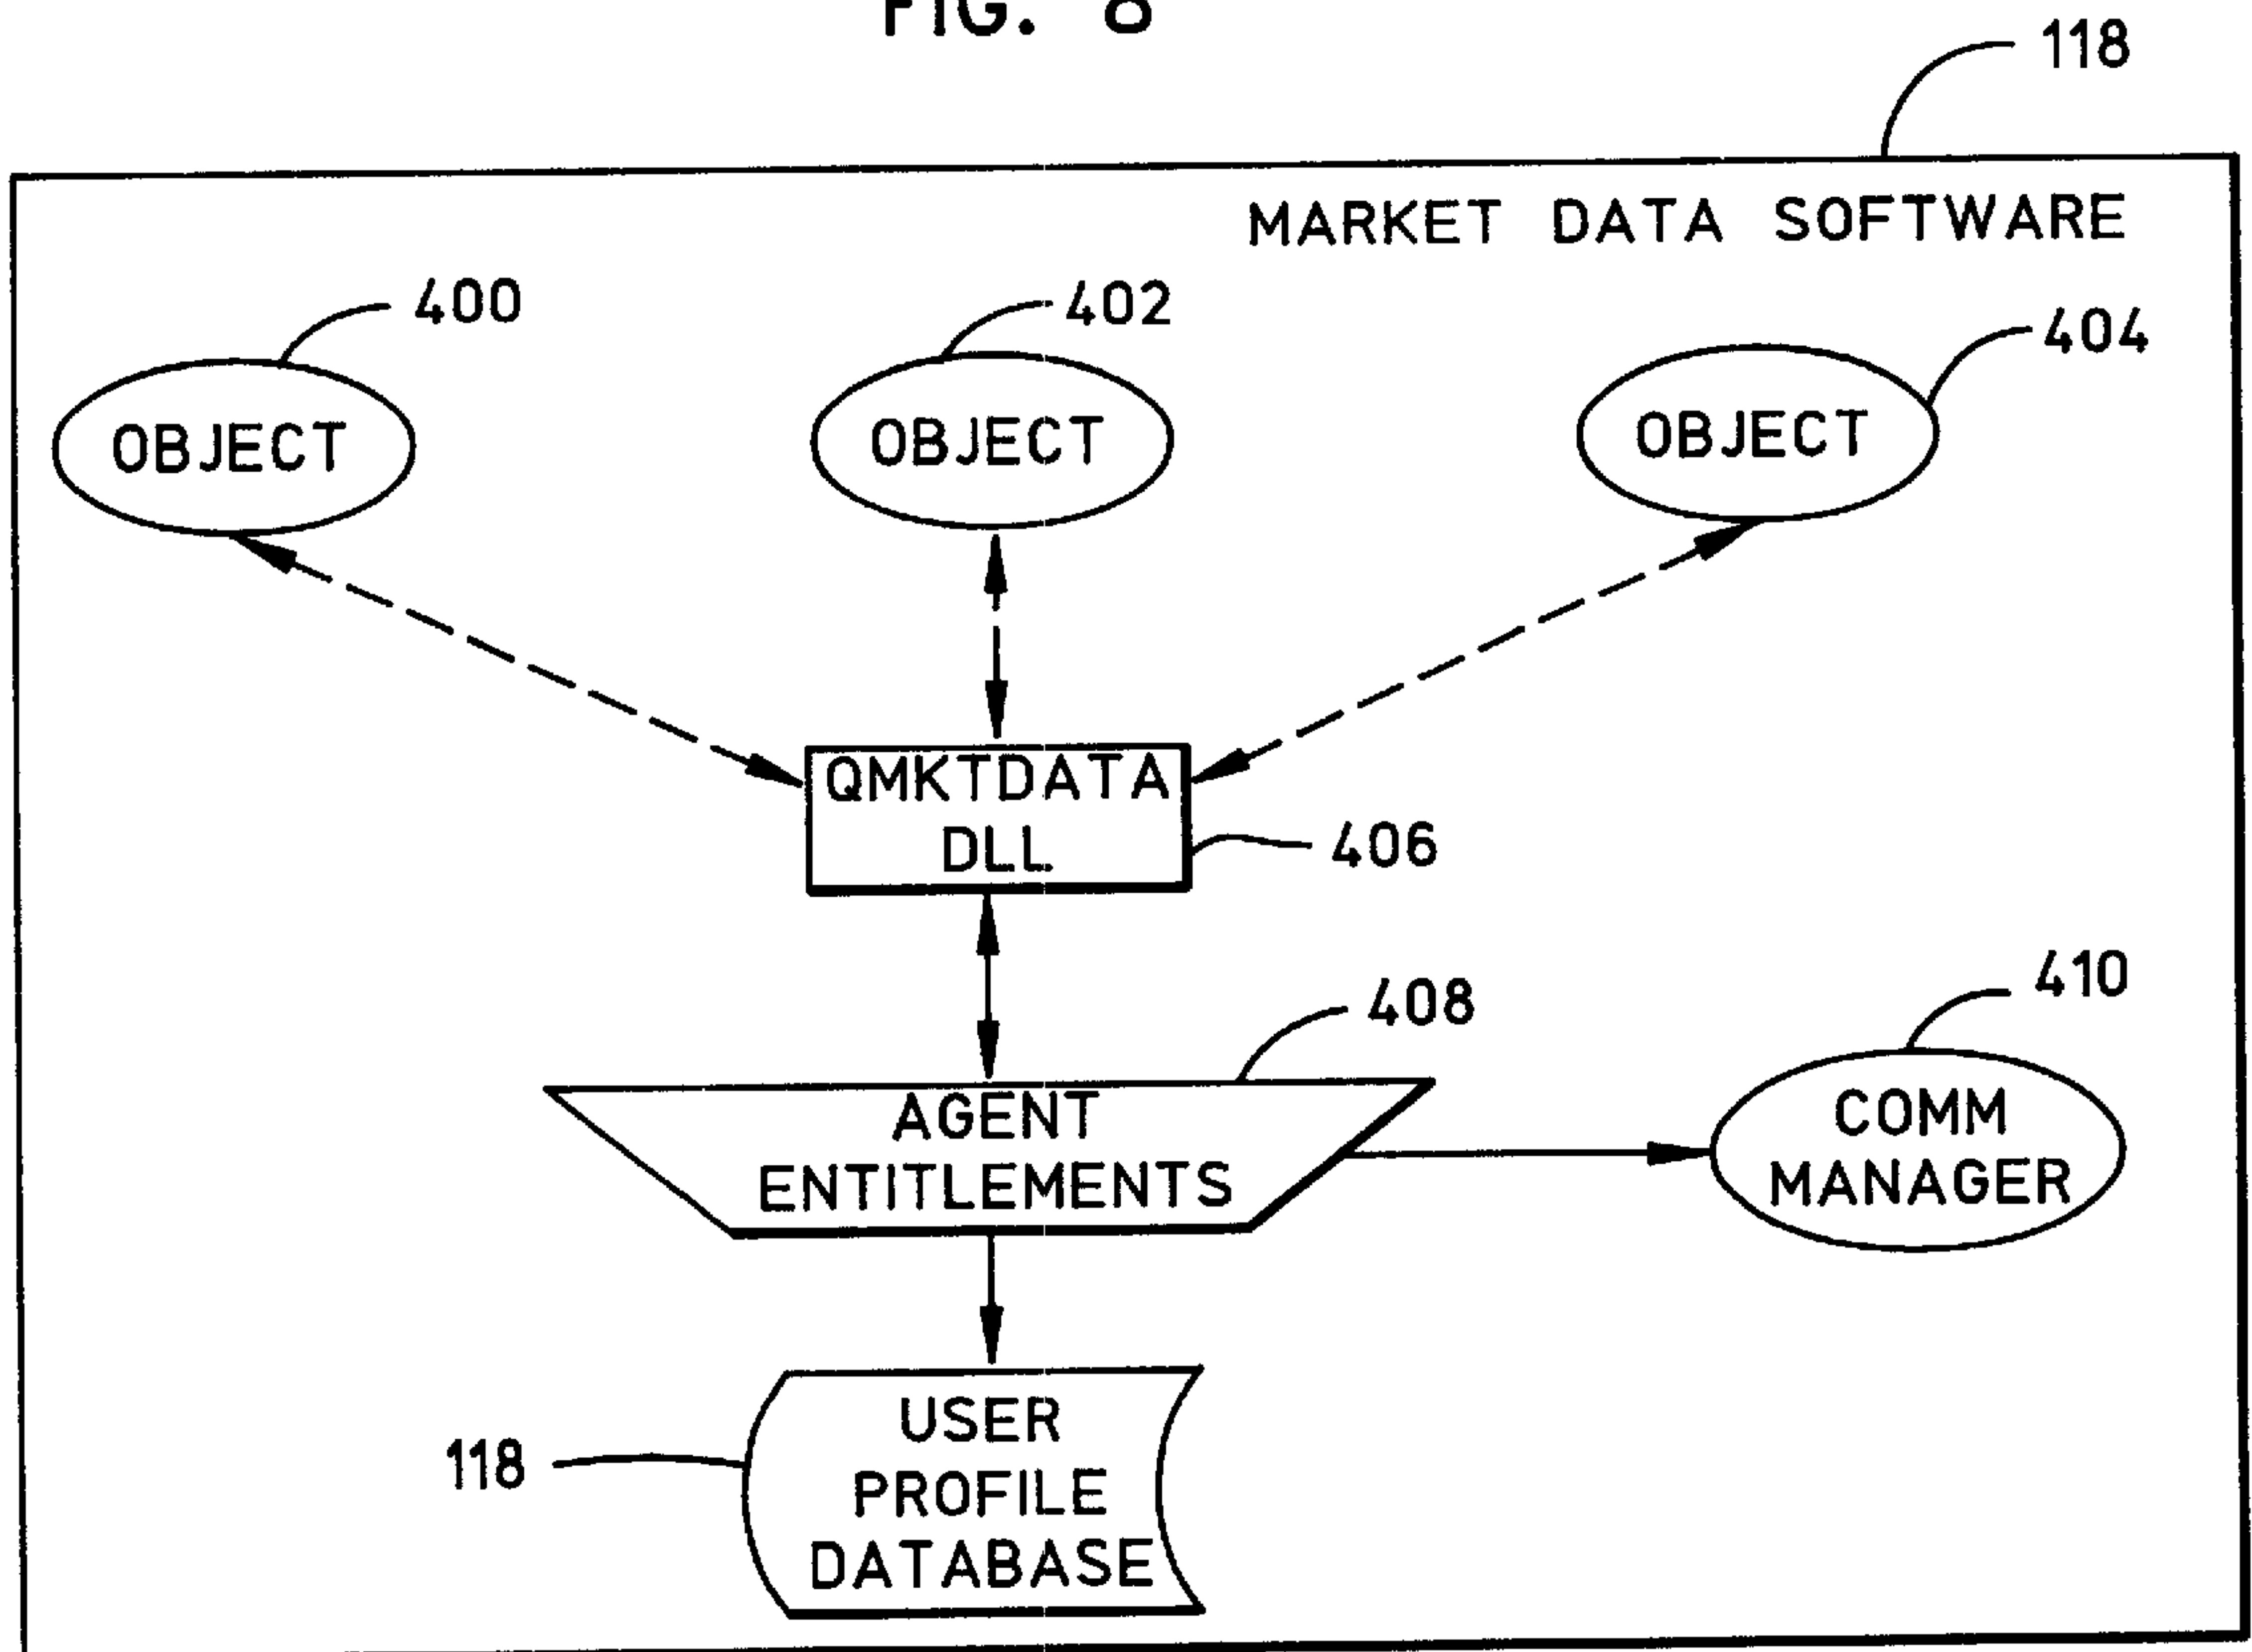 FIG. 8
118
MARKET DATA SOFTWARE
400
402
404
OBJECT
OBJECT
OBJECT
QMKTDATA
DLL
406
408
410
AGENT
ENTITLEMENTS
COMM
MANAGER
118
USER
PROFILE
DATABASE